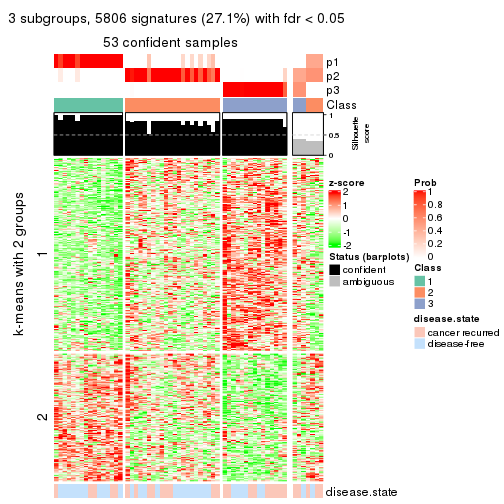 3 subgroups, 5806 signatures (27.1%) with fdr < 0.05
53 confident samples
p1
p2
p3
Class
1
0.5
0
Silhouette
score
k-means with 2 groups
1
2
disease.state
z-score
2
1
0
-1
-2
Status (barplots)
confident
ambiguous
Prob
1
0.8
0.6
0.4
0.2
0
Class
1
2
3
disease.state
cancer recurred
disease-free